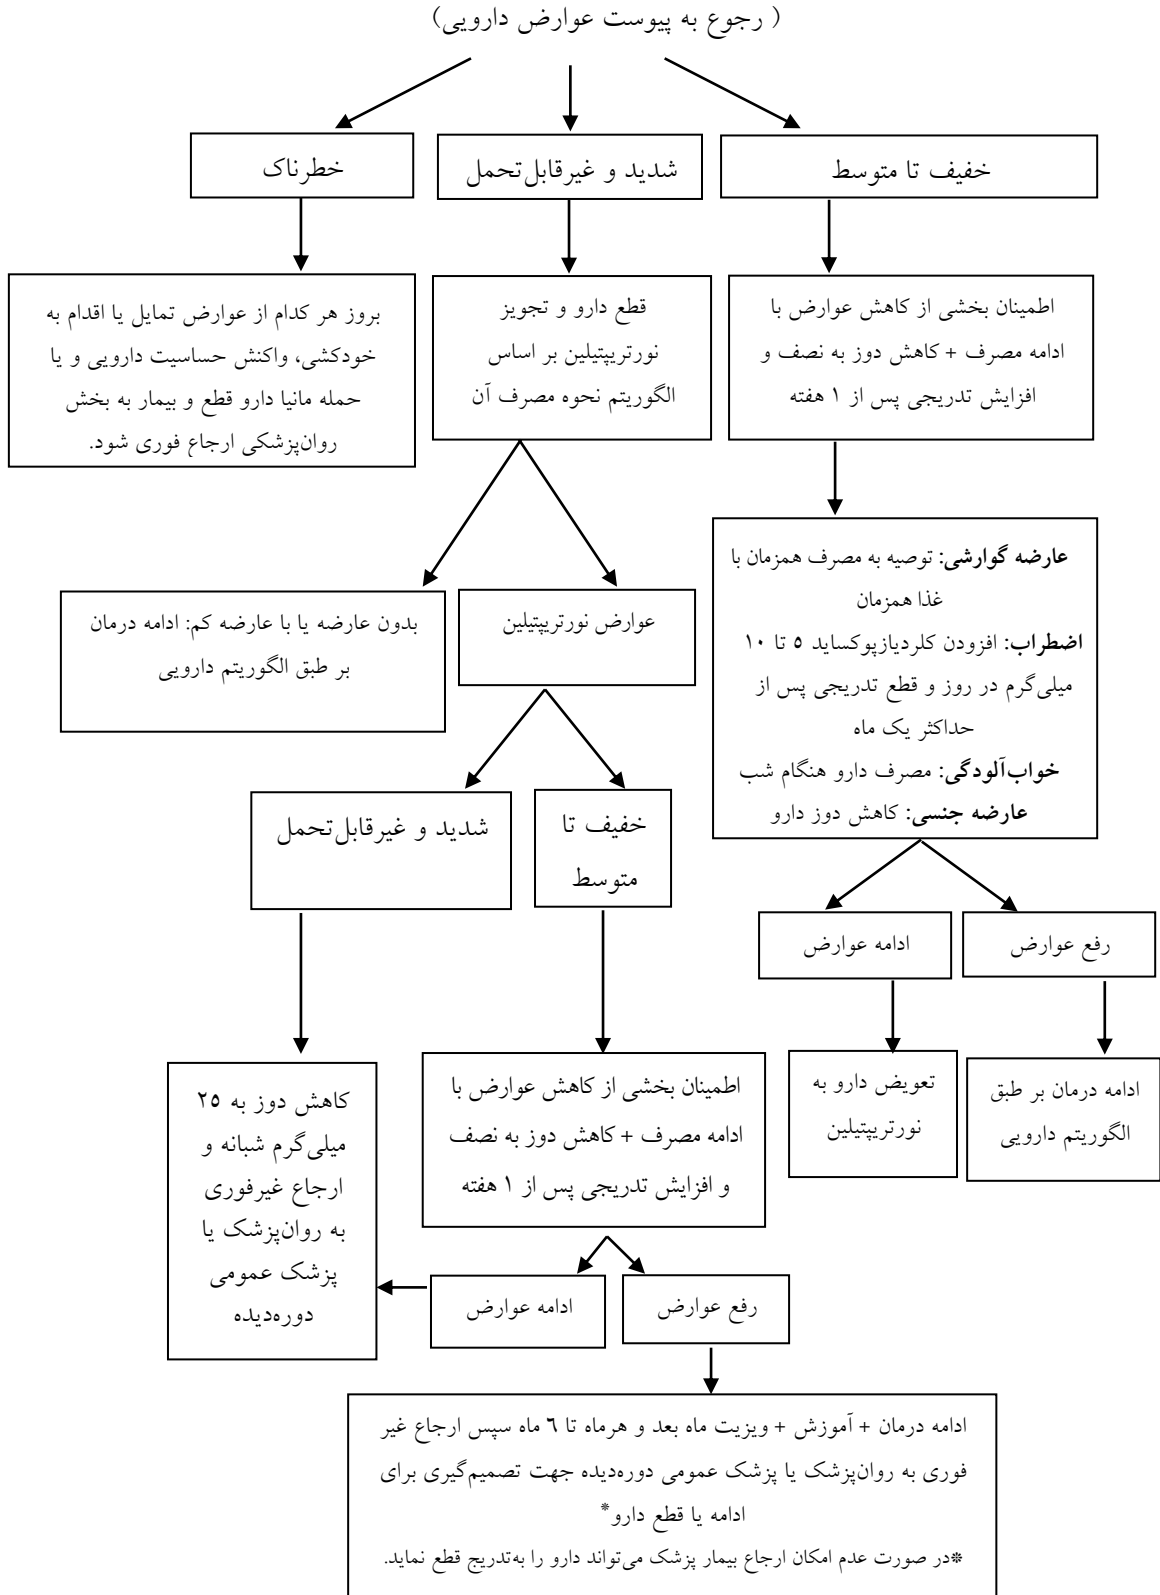 ( رجوع به پیوست عوارض دارویی)
خفیف تا متوسط
شدید و غیرقابل‌تحمل
خطرناک
اطمینان بخشی از کاهش عوارض با
ادامه مصرف + کاهش دوز به نصف و
افزایش تدریجی پس از ۱ هفته
قطع دارو و تجویز
نورتریپتیلین بر اساس
الگوریتم نحوه مصرف آن
بروز هر کدام از عوارض تمایل یا اقدام به
خودکشی، واکنش حساسیت دارویی و یا
حمله مانیا دارو قطع و بیمار به بخش
روان‌پزشکی ارجاع فوری شود.
عارضه گوارشی: توصیه به مصرف همزمان با
غذا همزمان
اضطراب: افزودن کلردیازپوکساید ۵ تا ۱۰
میلی‌گرم در روز و قطع تدریجی پس از
حداکثر یک ماه
خواب‌آلودگی: مصرف دارو هنگام شب
عارضه جنسی: کاهش دوز دارو
عوارض نورتریپتیلین
بدون عارضه یا با عارضه کم: ادامه درمان
بر طبق الگوریتم دارویی
خفیف تا
متوسط
شدید و غیرقابل‌تحمل
رفع عوارض
ادامه عوارض
ادامه درمان بر طبق
الگوریتم دارویی
تعویض دارو به
نورتریپتیلین
اطمینان بخشی از کاهش عوارض با
ادامه مصرف + کاهش دوز به نصف
و افزایش تدریجی پس از ۱ هفته
کاهش دوز به ۲۵
میلی‌گرم شبانه و
ارجاع غیرفوری
به روان‌پزشک یا
پزشک عمومی
دوره‌دیده
رفع عوارض
ادامه عوارض
ادامه درمان + آموزش + ویزیت ماه بعد و هرماه تا ٦ ماه سپس ارجاع غیر
فوری به روان‌پزشک یا پزشک عمومی دوره‌دیده جهت تصمیم‌گیری برای
ادامه یا قطع دارو*
*در صورت عدم امکان ارجاع بیمار پزشک می‌تواند دارو را به‌تدریج قطع نماید.